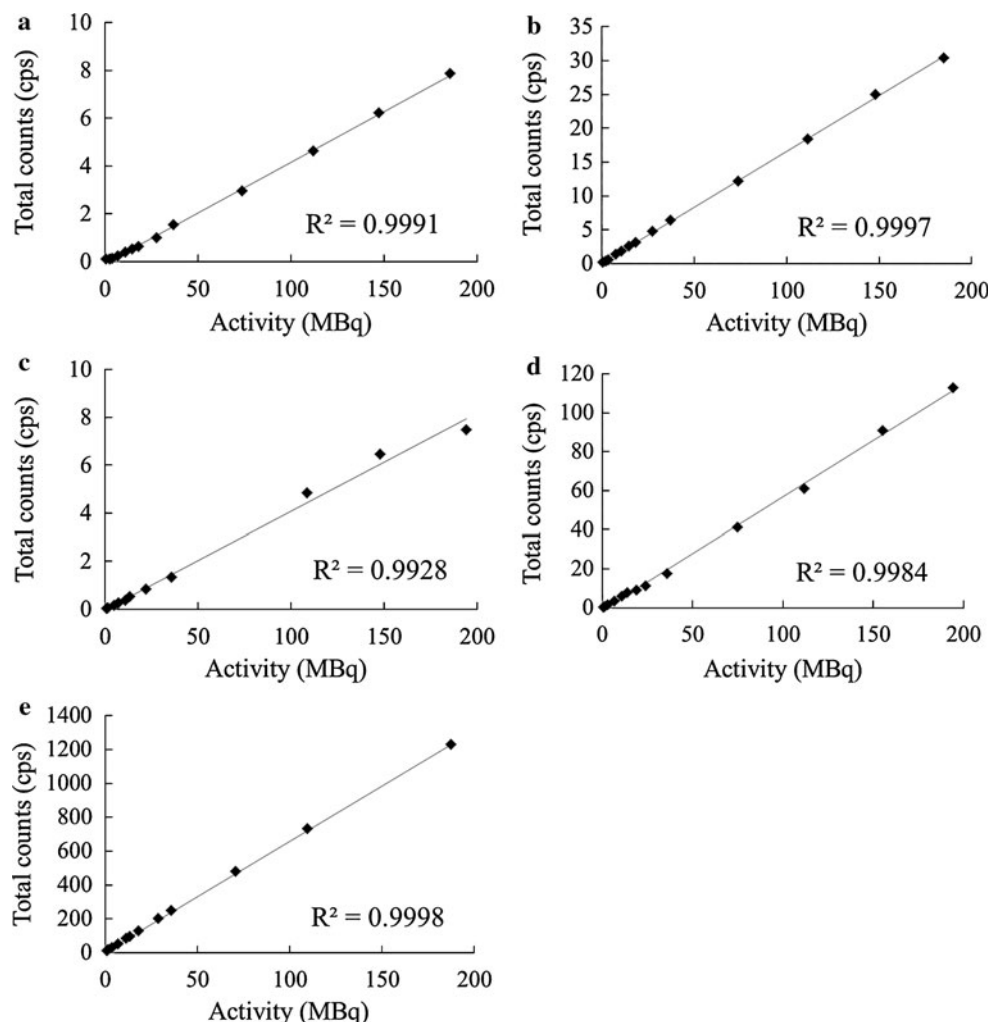 a
Total counts (cps)
10
8
6
4
2
0
R² = 0.9991
0 50 100 150 200
Activity (MBq)
b
Total counts (cps)
35
30
25
20
15
10
5
0
R² = 0.9997
0 50 100 150 200
Activity (MBq)
c
Total counts (cps)
10
8
6
4
2
0
R² = 0.9928
0 50 100 150 200
Activity (MBq)
d
Total counts (cps)
120
100
80
60
40
20
0
R² = 0.9984
0 50 100 150 200
Activity (MBq)
e
Total counts (cps)
1400
1200
1000
800
600
400
200
0
R² = 0.9998
0 50 100 150 200
Activity (MBq)